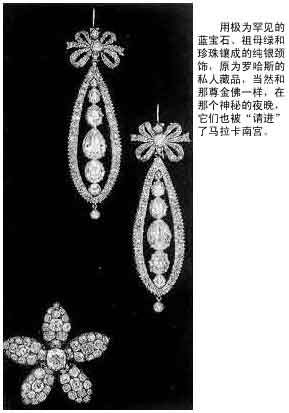 用极为罕见的
蓝宝石、祖母绿和
珍珠镶成的纯银颈
饰，原为罗哈斯的
私人藏品，当然和
那尊金佛一样，在
那个神秘的夜晚，
它们也被“请进”
了马拉卡南宫。